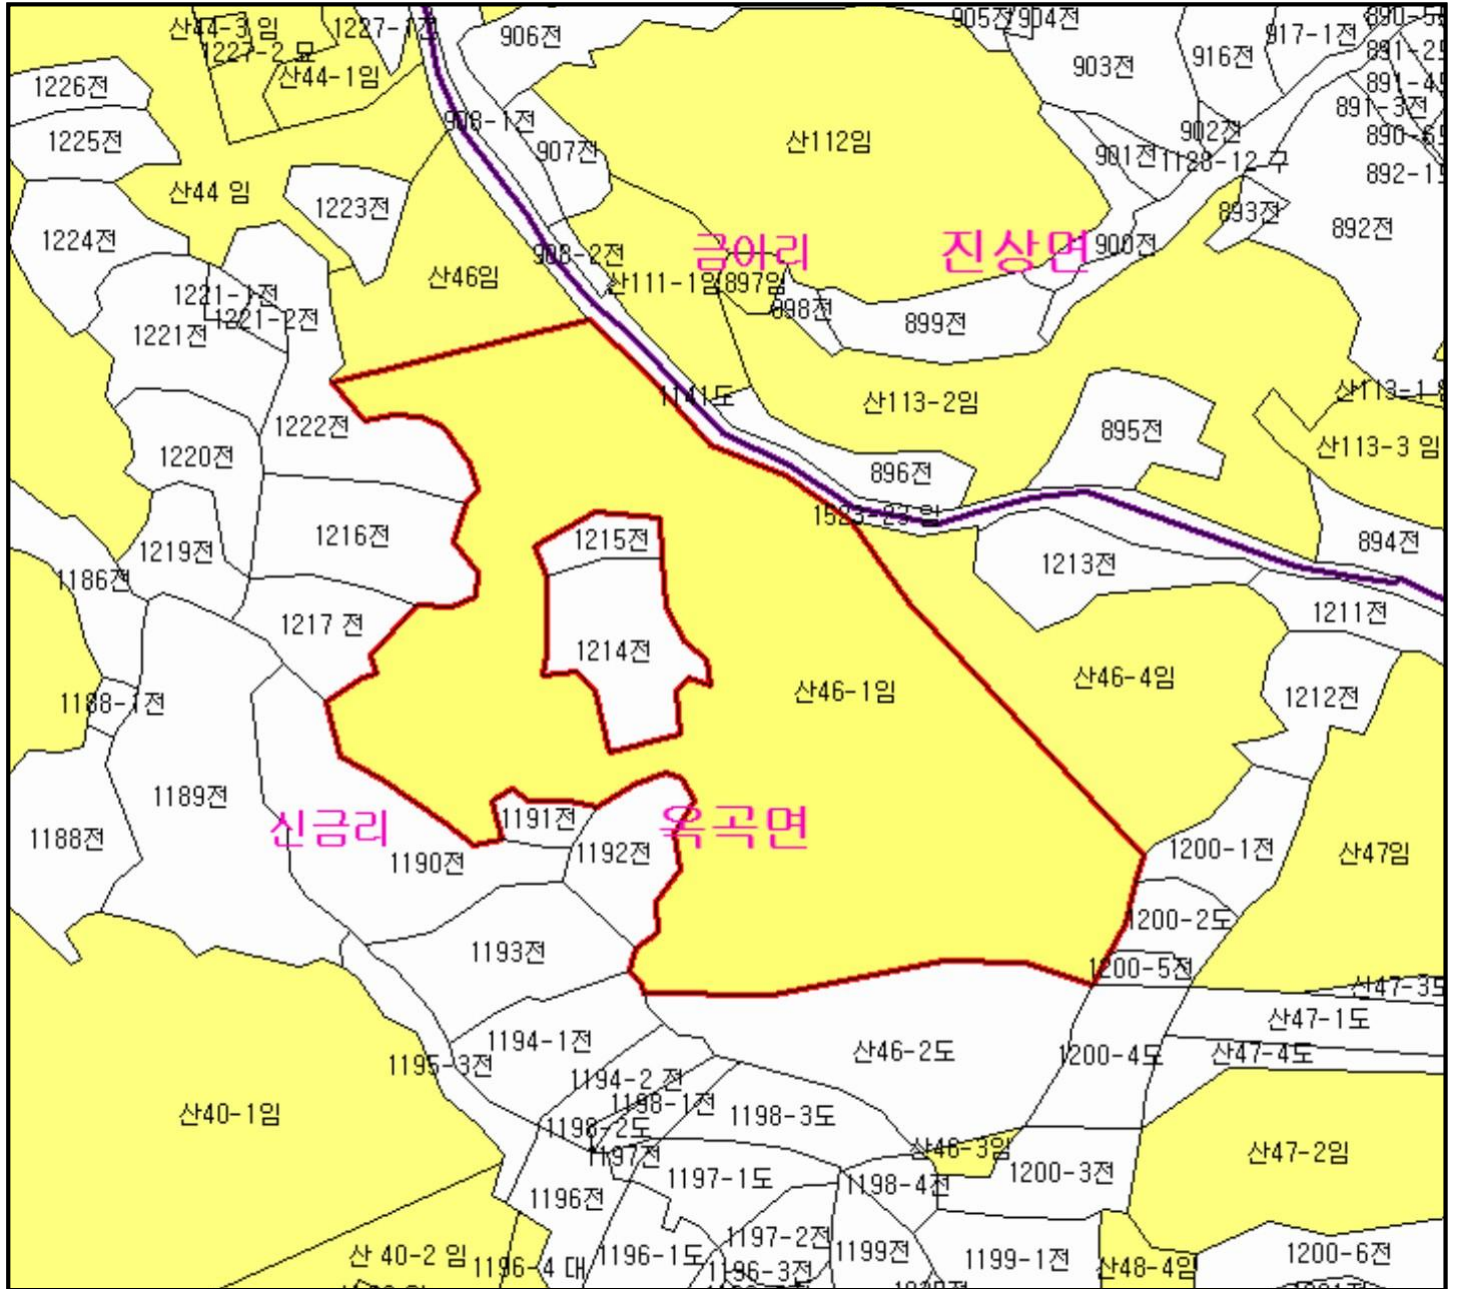 산44-3 임
1227-1전
906전
905전
904전
917-1전
1227-2 묘
산44-1임
903전
916전
1226전
891-3전
908-1전
902전
1225전
907전
산112임
901전
1128-12 구
산44 임
1223전
893전
892전
1224전
금아리
진상면
900전
908-2전
산46임
산111-1임
897임
1221-1전
898전
1221-2전
899전
1221전
1141도
산113-2임
1222전
895전
산113-3 임
1220전
896전
1523-23 임
1215전
1216전
1219전
894전
1213전
1186전
1211전
1217 전
1214전
산46-1임
산46-4임
1188-1전
1212전
1189전
신금리
1191전
옥곡면
1188전
1190전
1192전
1200-1전
산47임
1200-2도
1193전
1200-5전
산47-3도
산47-1도
1194-1전
산46-2도
1200-4도
산47-4도
1195-3전
1194-2 전
1198-1전
산40-1임
1198-2도
1198-3도
1197전
산46-3임
산47-2임
1197-1도
1198-4전
1200-3전
1196전
1197-2전
산 40-2 임
1196-4 대
1196-1도
1196-3전
1199전
1199-1전
산48-4임
1200-6전